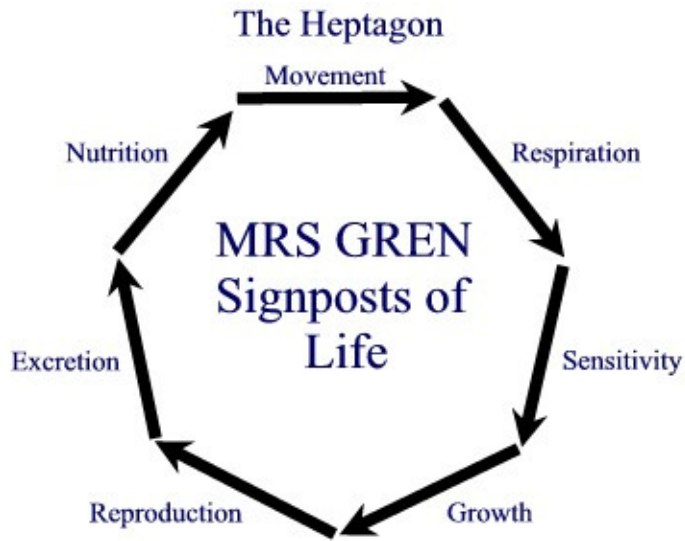 The Heptagon
Movement
Nutrition
Respiration
MRS GREN
Signposts of
Life
Excretion
Sensitivity
Reproduction
Growth